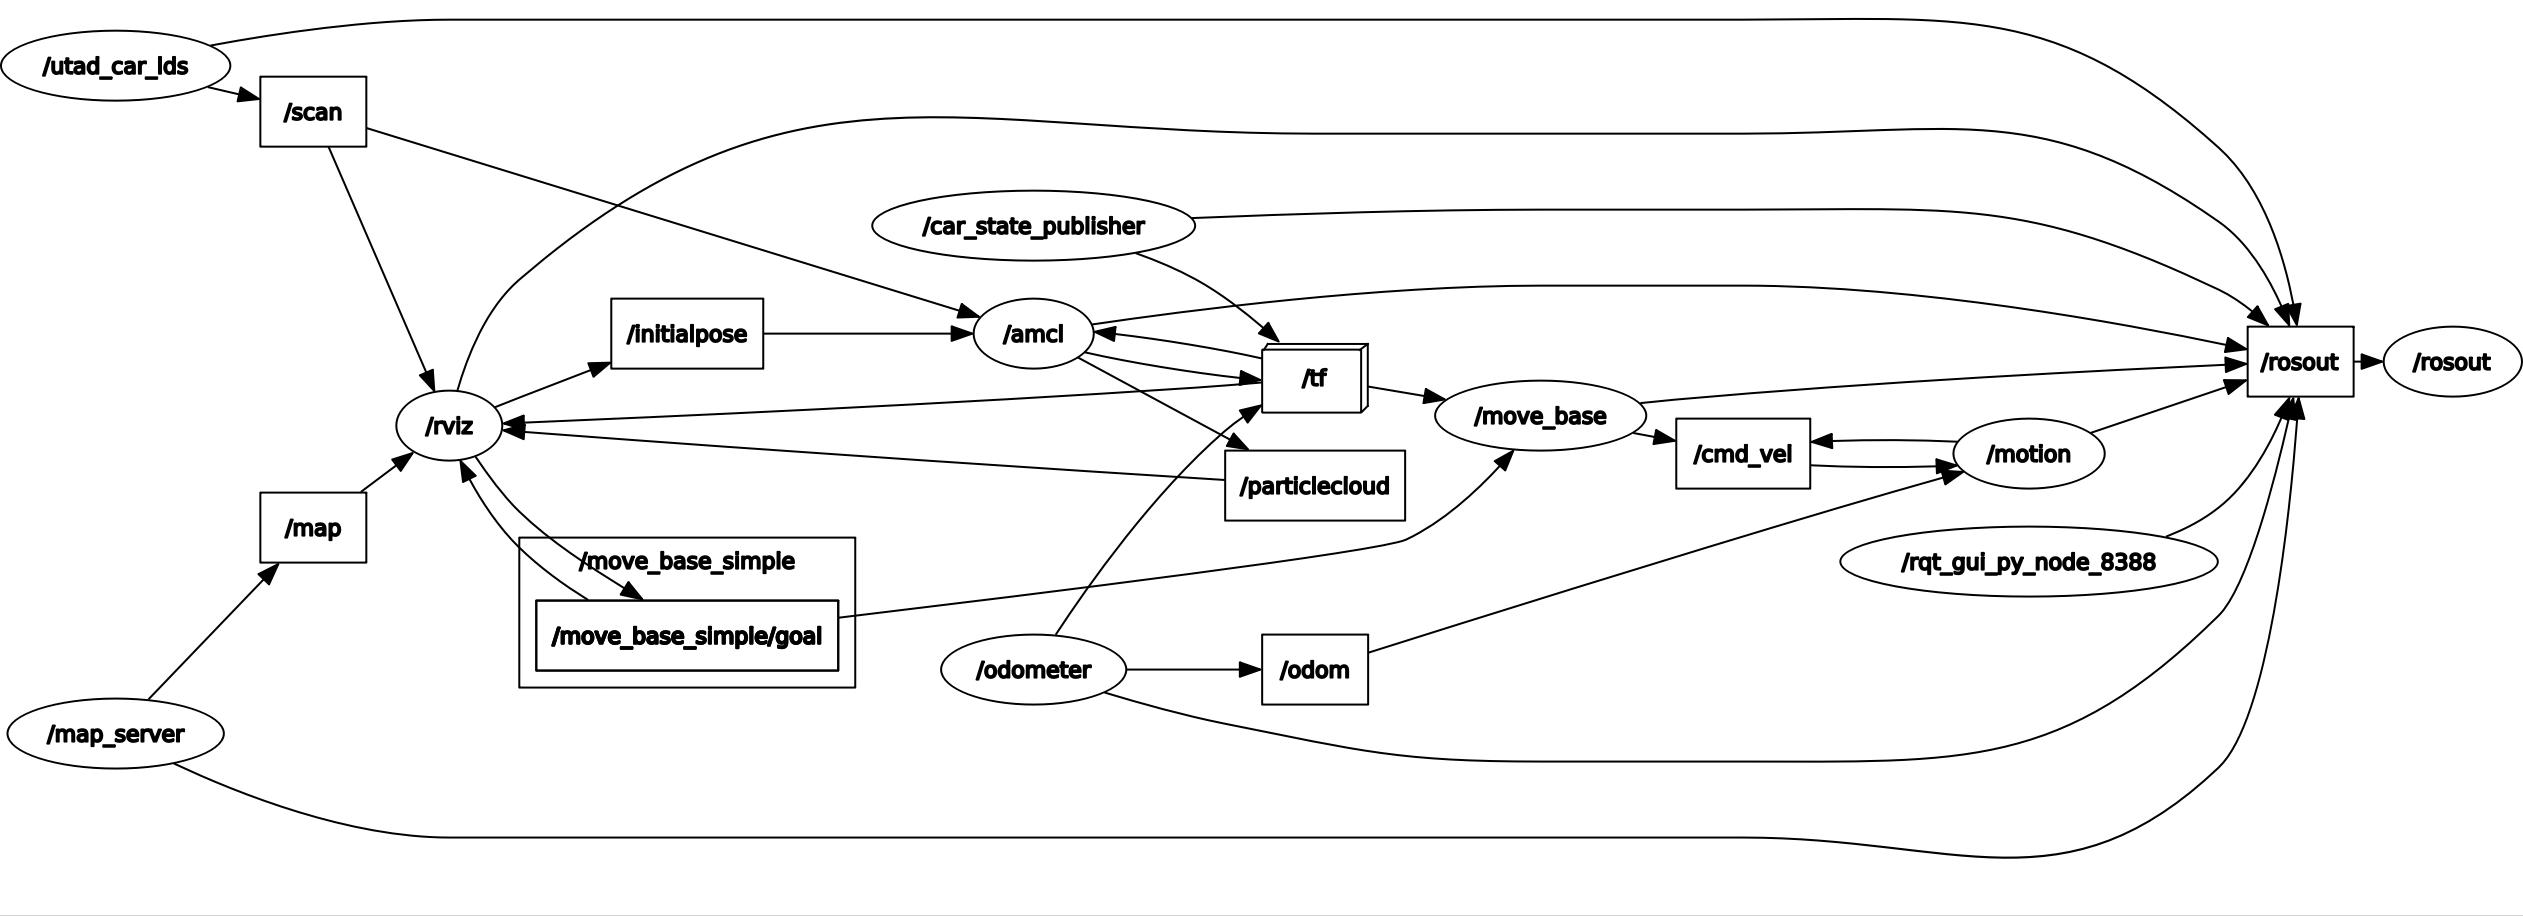 /utad_car_lds
/scan
/car_state_publisher
/initialpose
/amcl
/tf
/rosout
/rosout
/rviz
/move_base
/cmd_vel
/motion
/particlecloud
/map
/move_base_simple
/rqt_gui_py_node_8388
/move_base_simple/goal
/odometer
/odom
/map_server